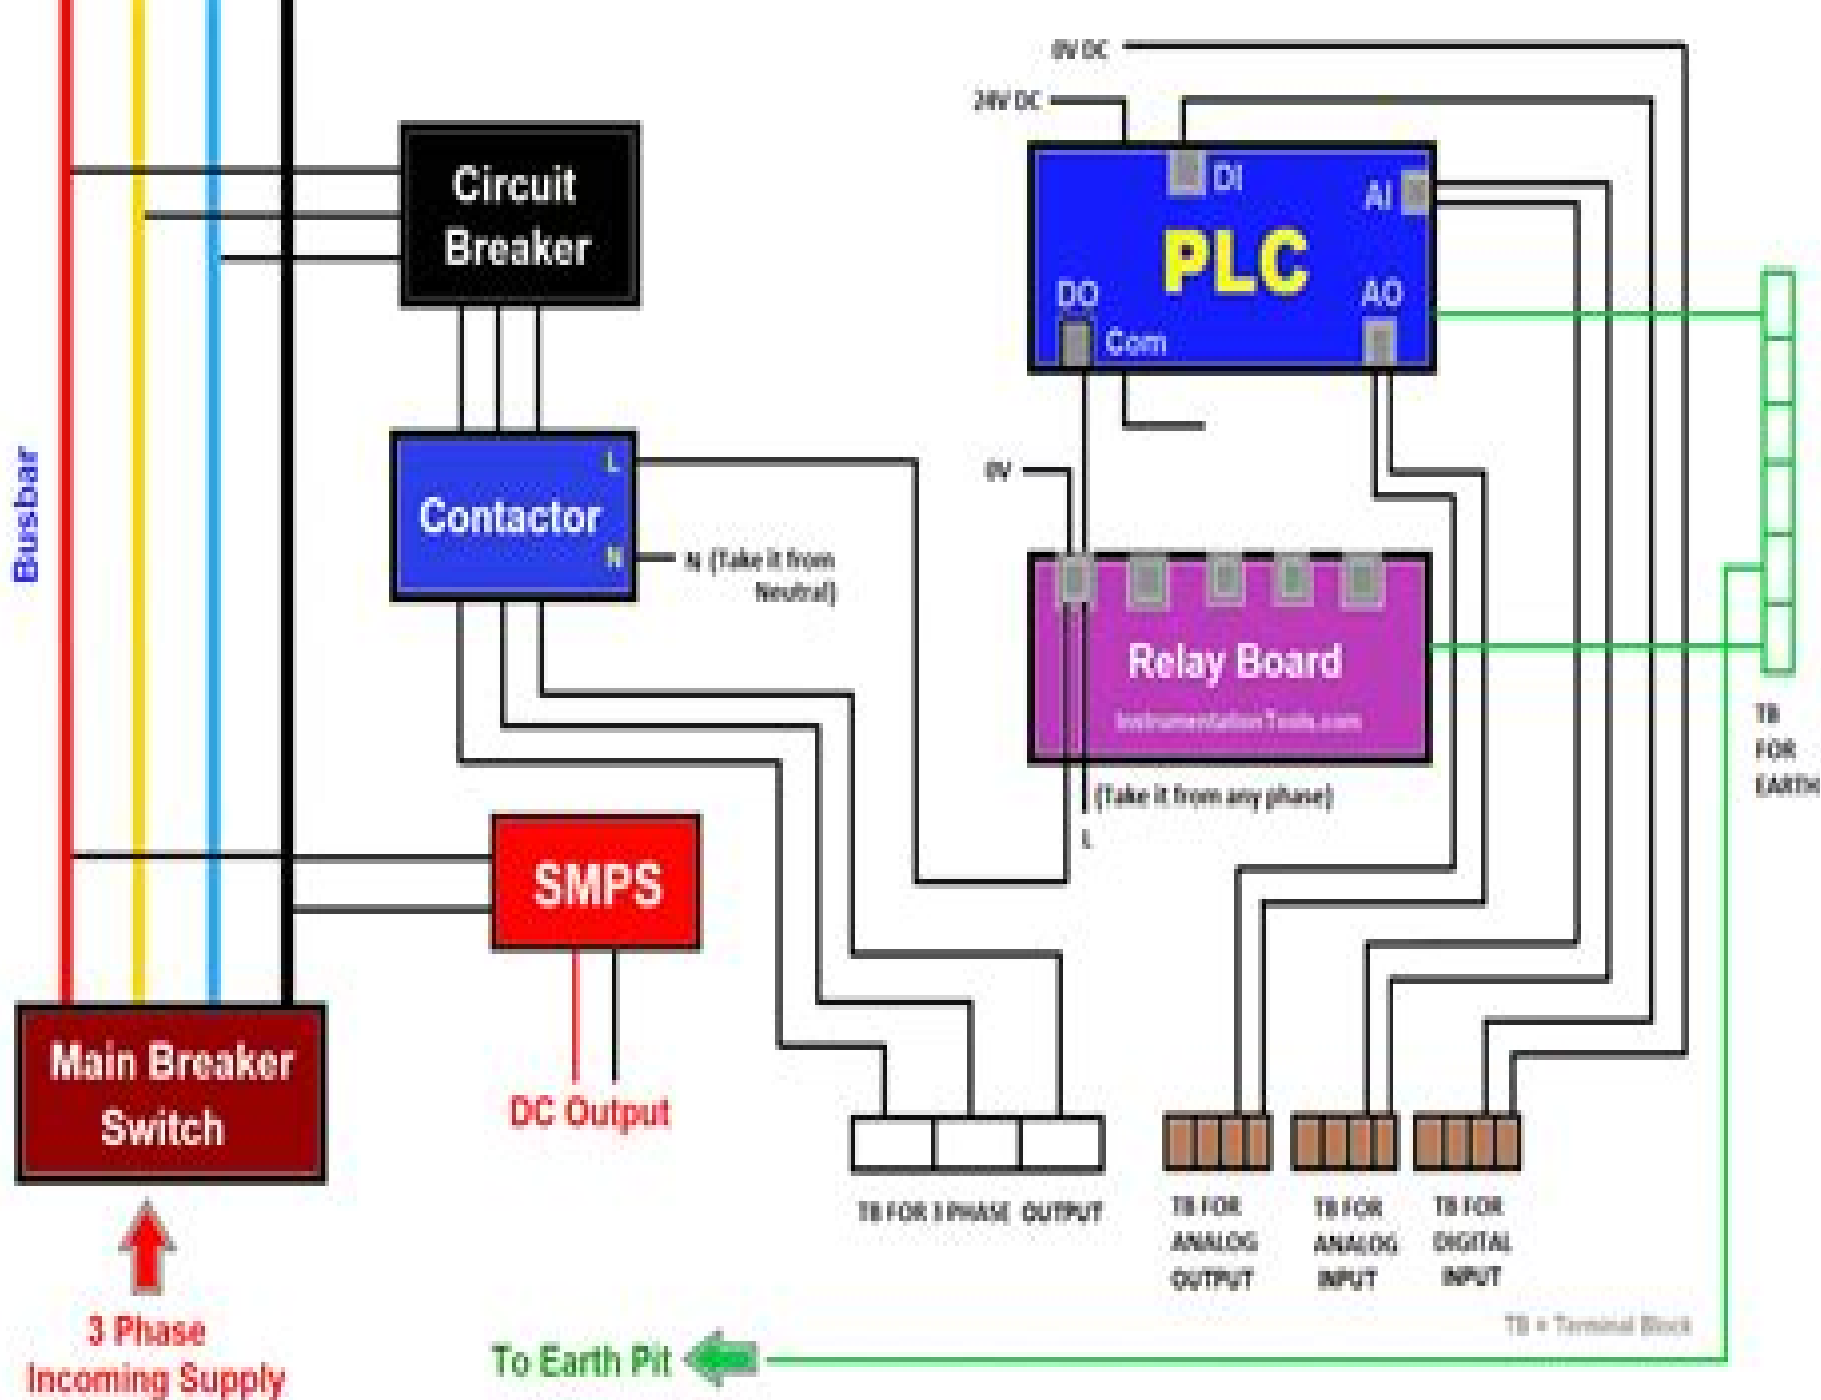 0V DC
24V DC
Circuit
Breaker
DI
AI
PLC
DO
AO
Com
Busbar
L
Contactor
N
N (Take it from
Neutral)
0V
Relay Board
InstrumentationTools.com
(Take it from any phase)
L
TB
FOR
EARTH
SMPS
DC Output
Main Breaker
Switch
3 Phase
Incoming Supply
TB FOR 3 PHASE OUTPUT
TB FOR
ANALOG
OUTPUT
TB FOR
ANALOG
INPUT
TB FOR
DIGITAL
INPUT
TB = Terminal Block
To Earth Pit